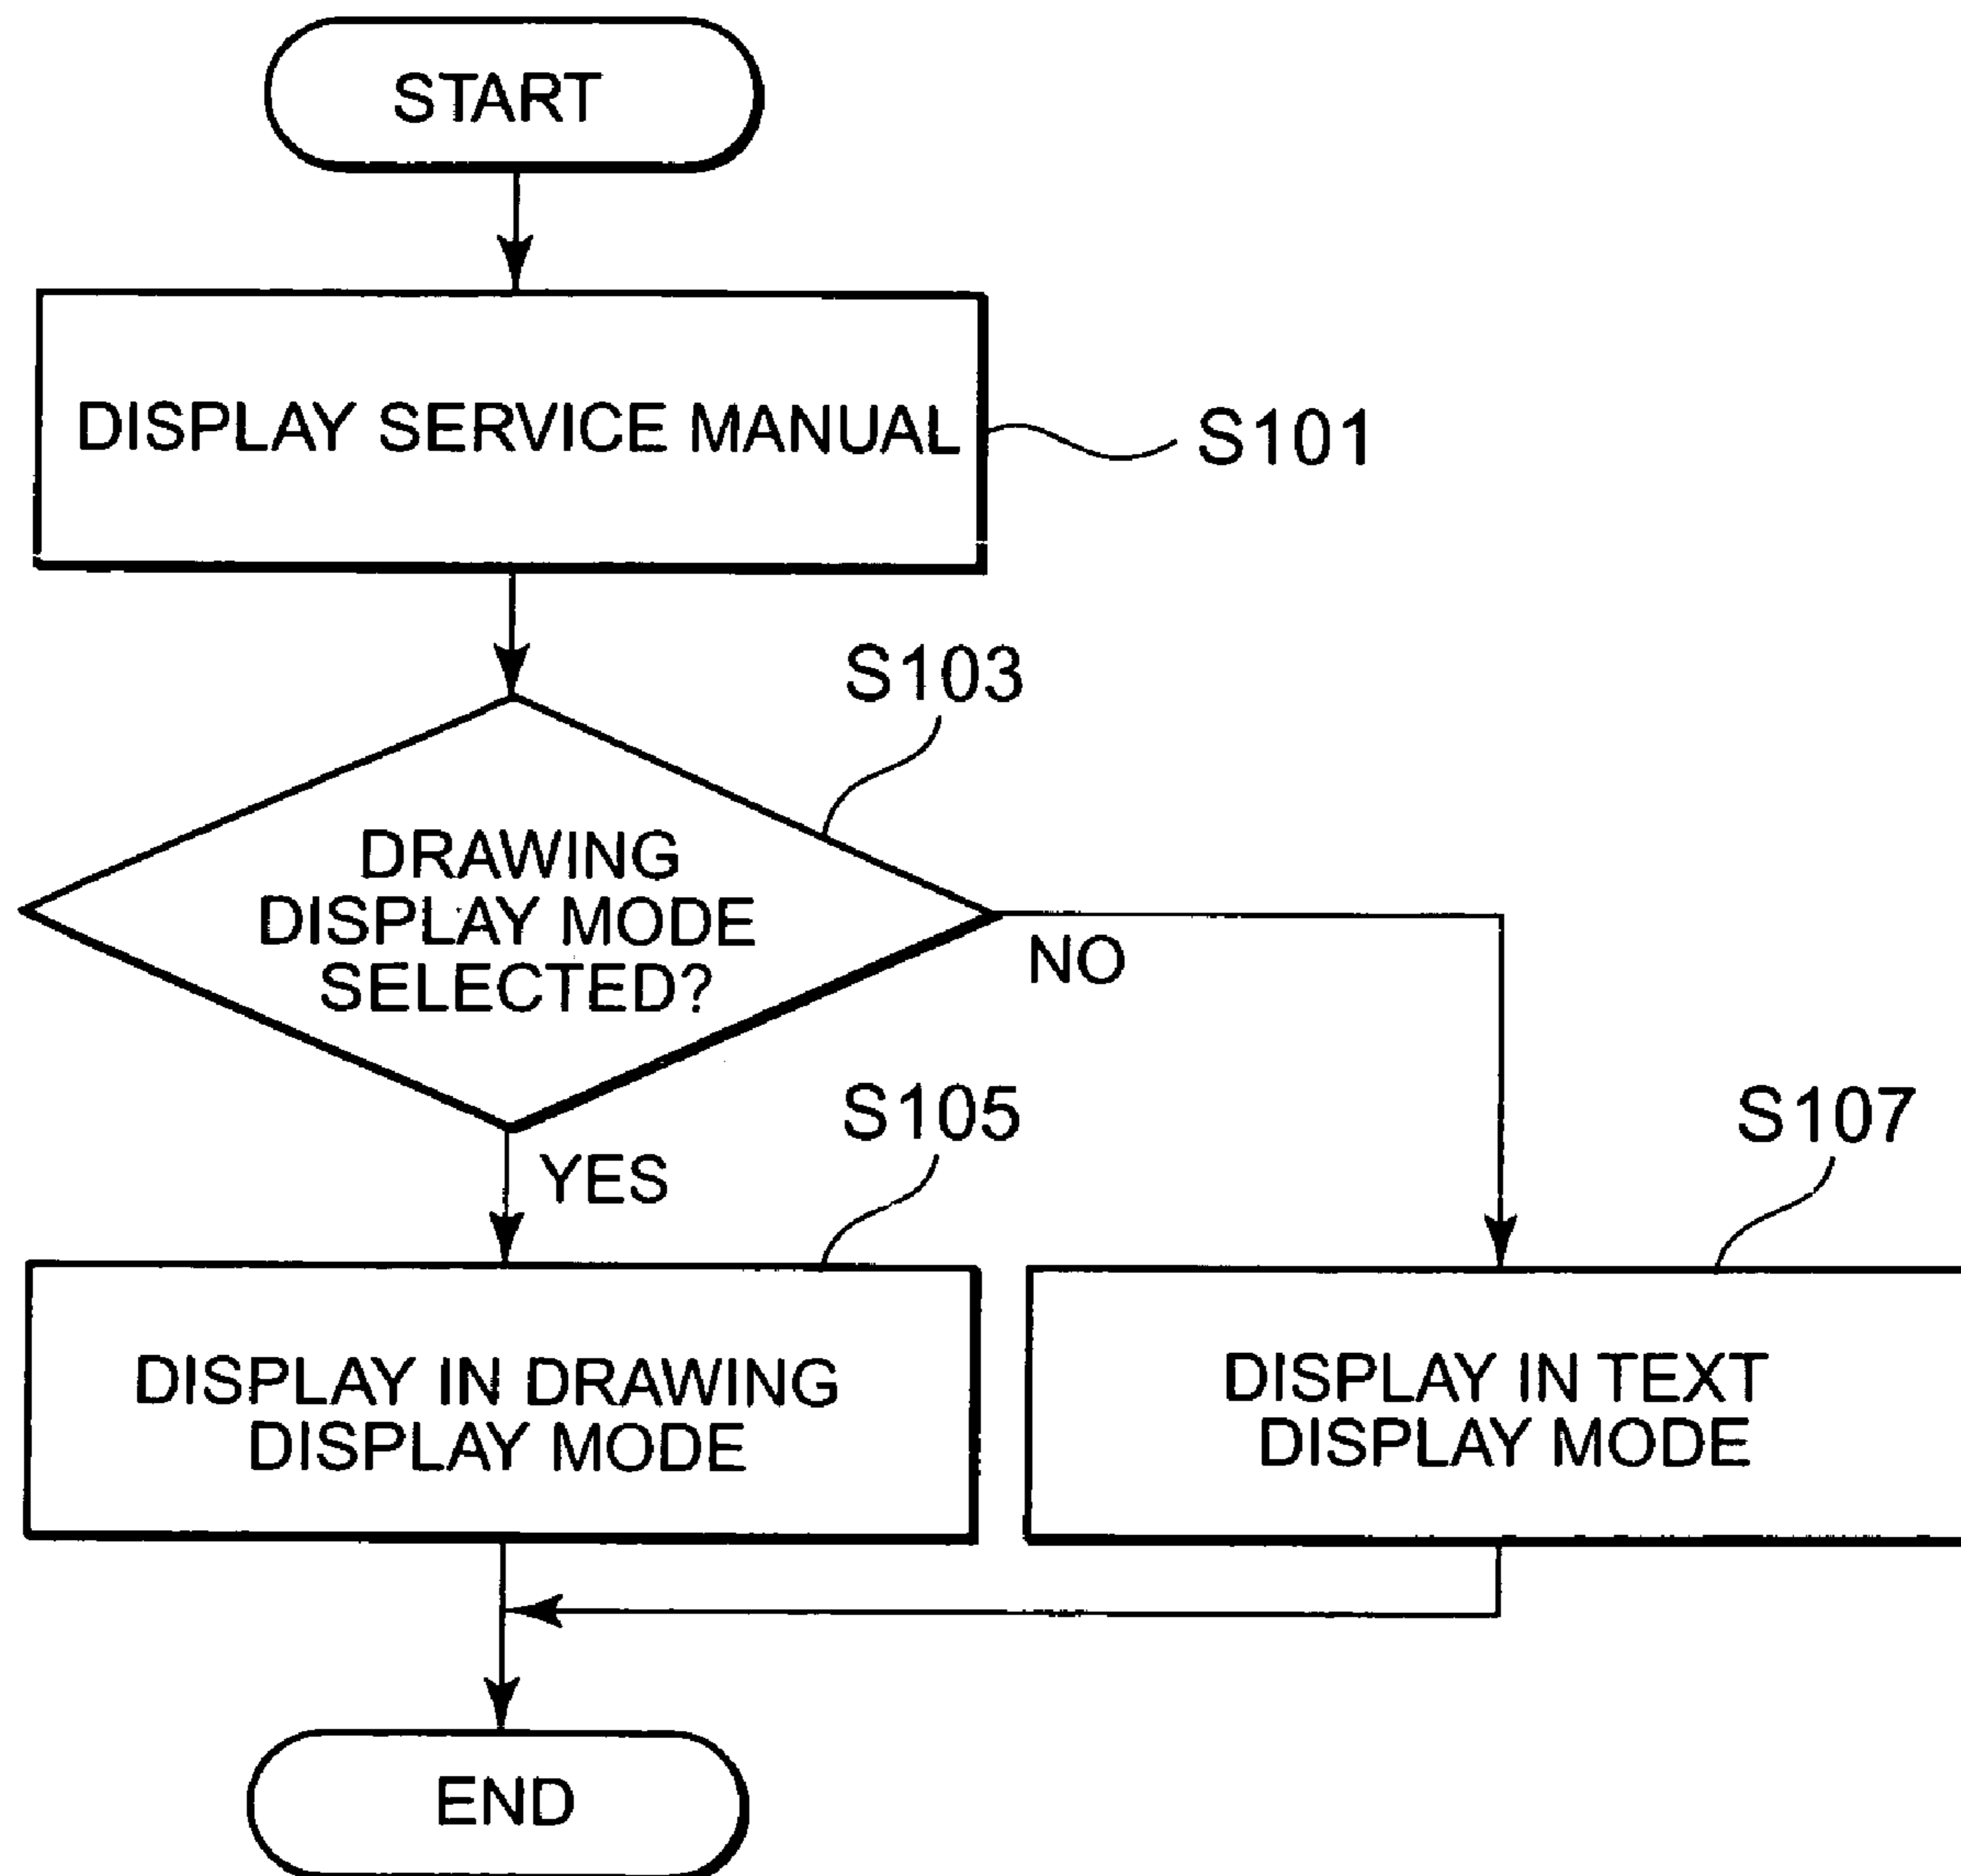 START
DISPLAY SERVICE MANUAL
S101
S103
DRAWING
DISPLAY MODE
SELECTED?
NO
YES
S105
S107
DISPLAY IN DRAWING
DISPLAY MODE
DISPLAY IN TEXT
DISPLAY MODE
END